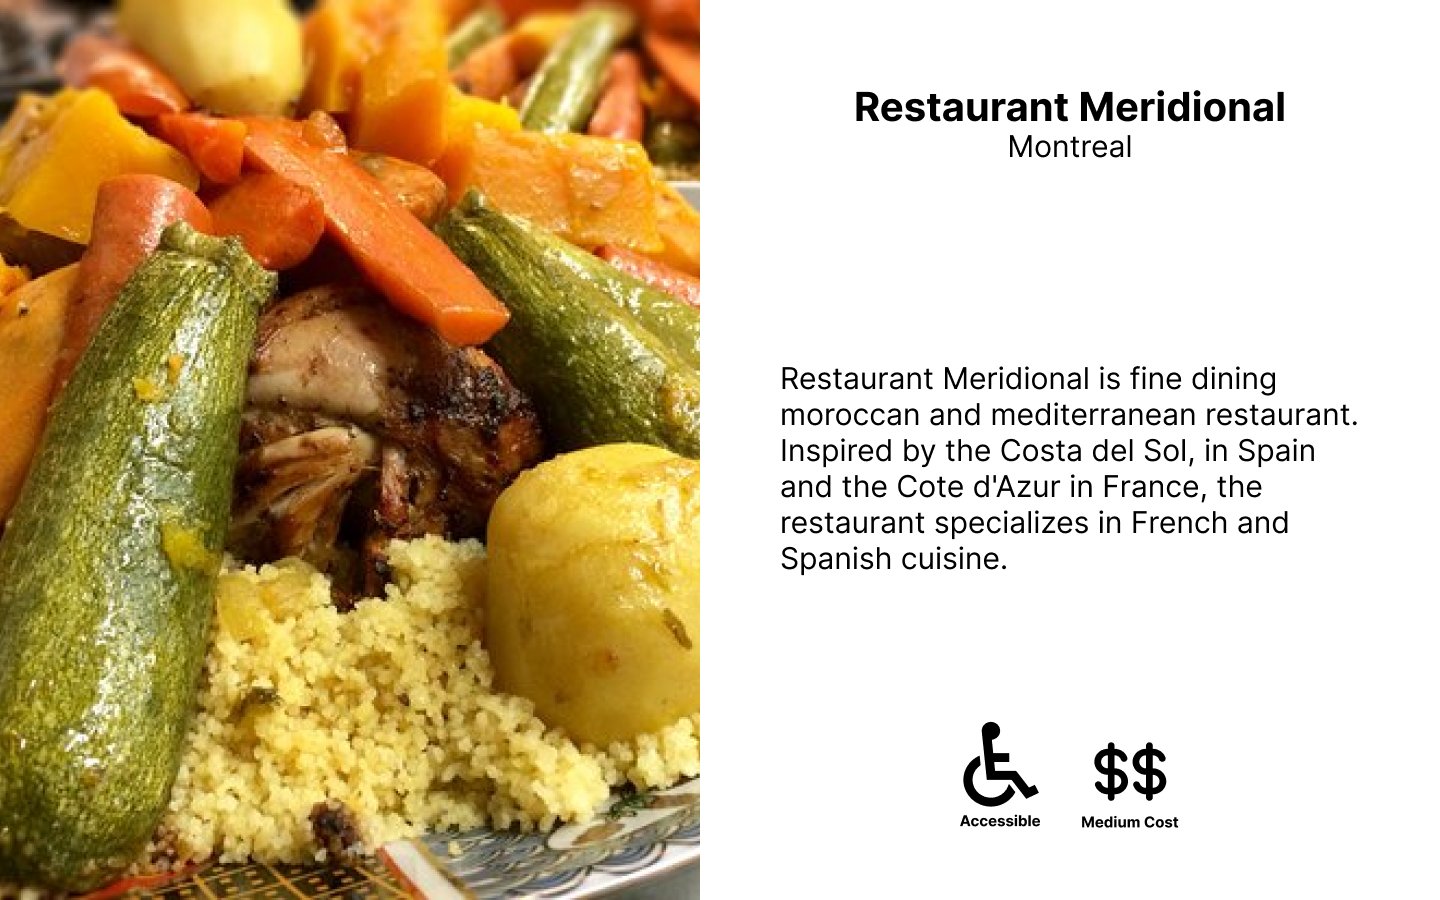 Restaurant Meridional
Montreal
Restaurant Meridional is fine dining
moroccan and mediterranean restaurant.
Inspired by the Costa del Sol, in Spain
and the Cote d'Azur in France, the
restaurant specializes in French and
Spanish cuisine.
$$
Accessible
Medium Cost